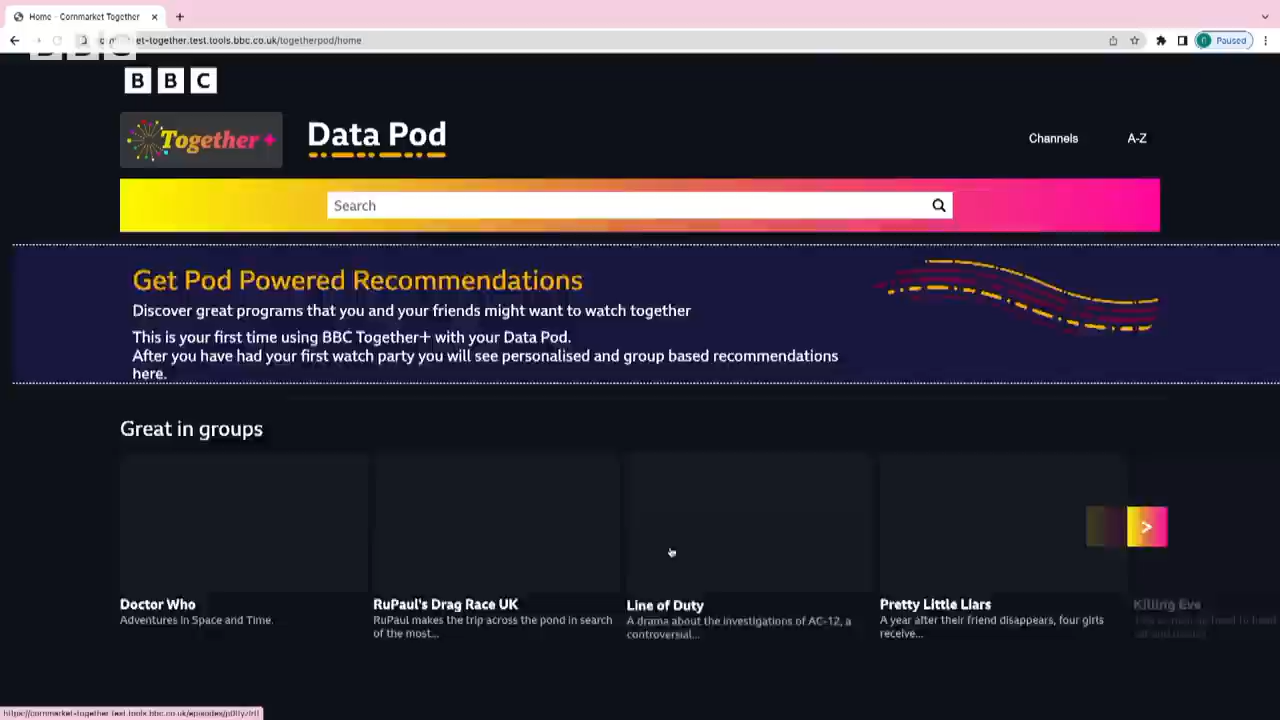 Home - Cornmarket Together
et-together.test.tools.bbc.co.uk/togetherpod/home
Paused
BBC
BBC
Together +
Data Pod
Channels
A-Z
Search
Get Pod Powered Recommendations
Discover great programs that you and your friends might want to watch together
This is your first time using BBC Together+ with your Data Pod.
After you have had your first watch party you will see personalised and group based recommendations
here.
Great in groups
>
Doctor Who
RuPaul's Drag Race UK
Line of Duty
Pretty Little Liars
Killing Eve
Adventures in Space and Time.
RuPaul makes the trip across the pond in search
of the most...
A drama about the investigations of AC-12, a
controversial...
A year after their friend disappears, four girls
receive...